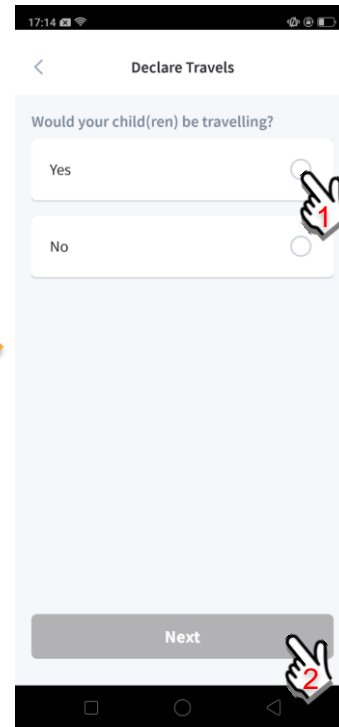 17:14
Declare Travels
Would your child(ren) be travelling?
Yes
1
No
Next
2